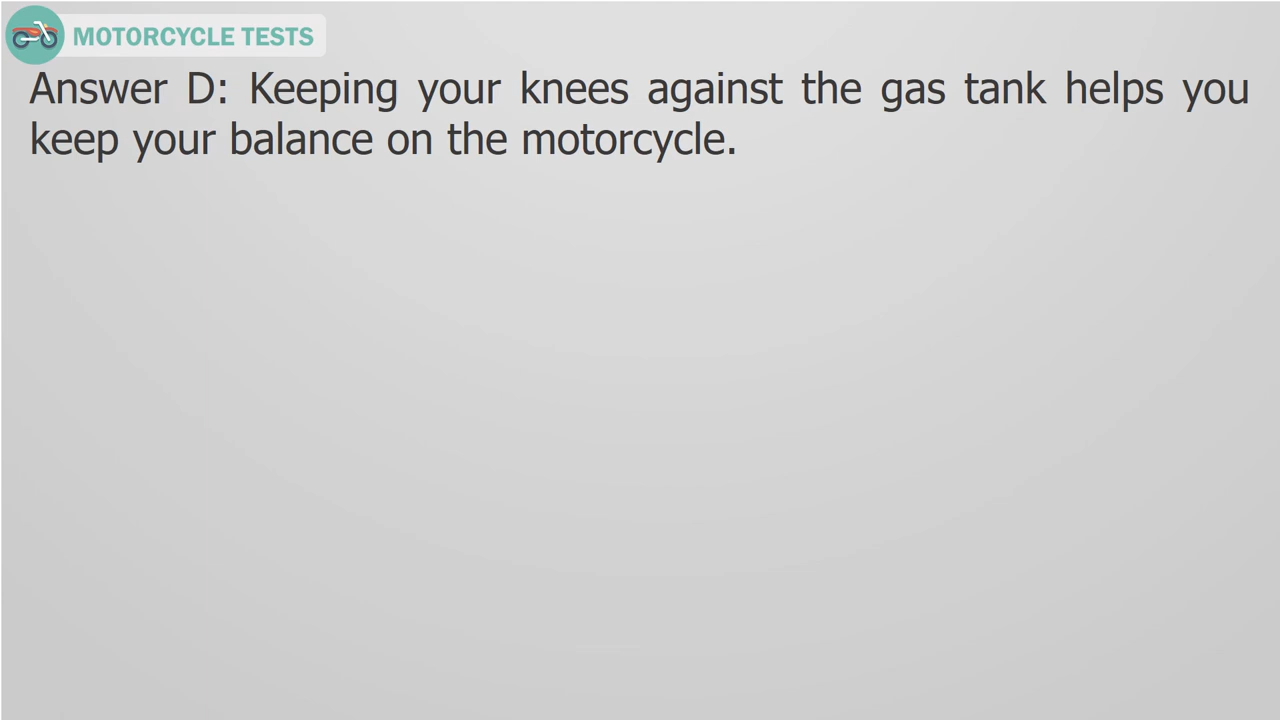 MOTORCYCLE TESTS
Answer D: Keeping your knees against the gas tank helps you
keep your balance on the motorcycle.